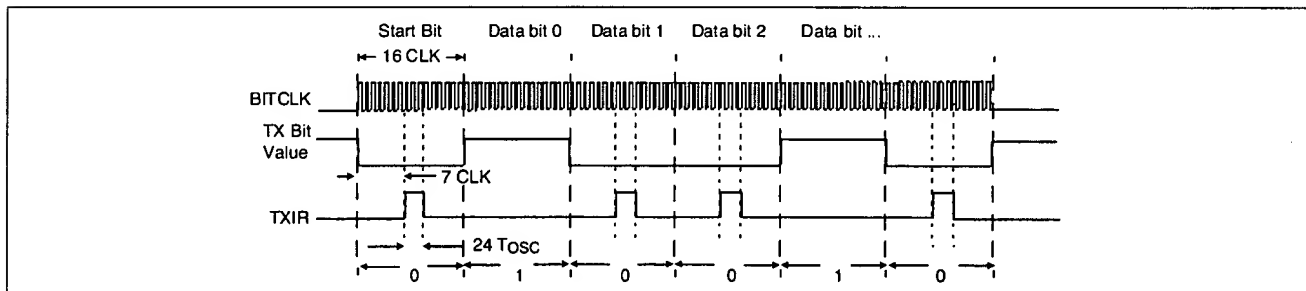 Start Bit Data bit 0 Data bit 1 Data bit 2 Data bit ...
16 CLK
BITCLK
TX Bit
Value
7 CLK
TXIR
24 TOSC
0 1 0 0 1 0